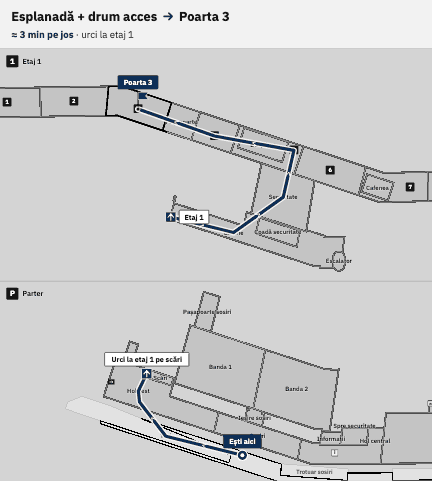 Esplanadă + drum acces → Poarta 3
≈ 3 min pe jos · urci la etaj 1
1 Etaj 1
Poarta 3
1
2
6
Cafenea
7
Securitate
Etaj 1
Coadă securitate
Escalator
P Parter
Pașapoarte sosiri
Urci la etaj 1 pe scări
Banda 1
Banda 2
Scări
Hol est
Ieșire sosiri
Spre securitate
Ești aici
Informații
Hol central
Trotuar sosiri